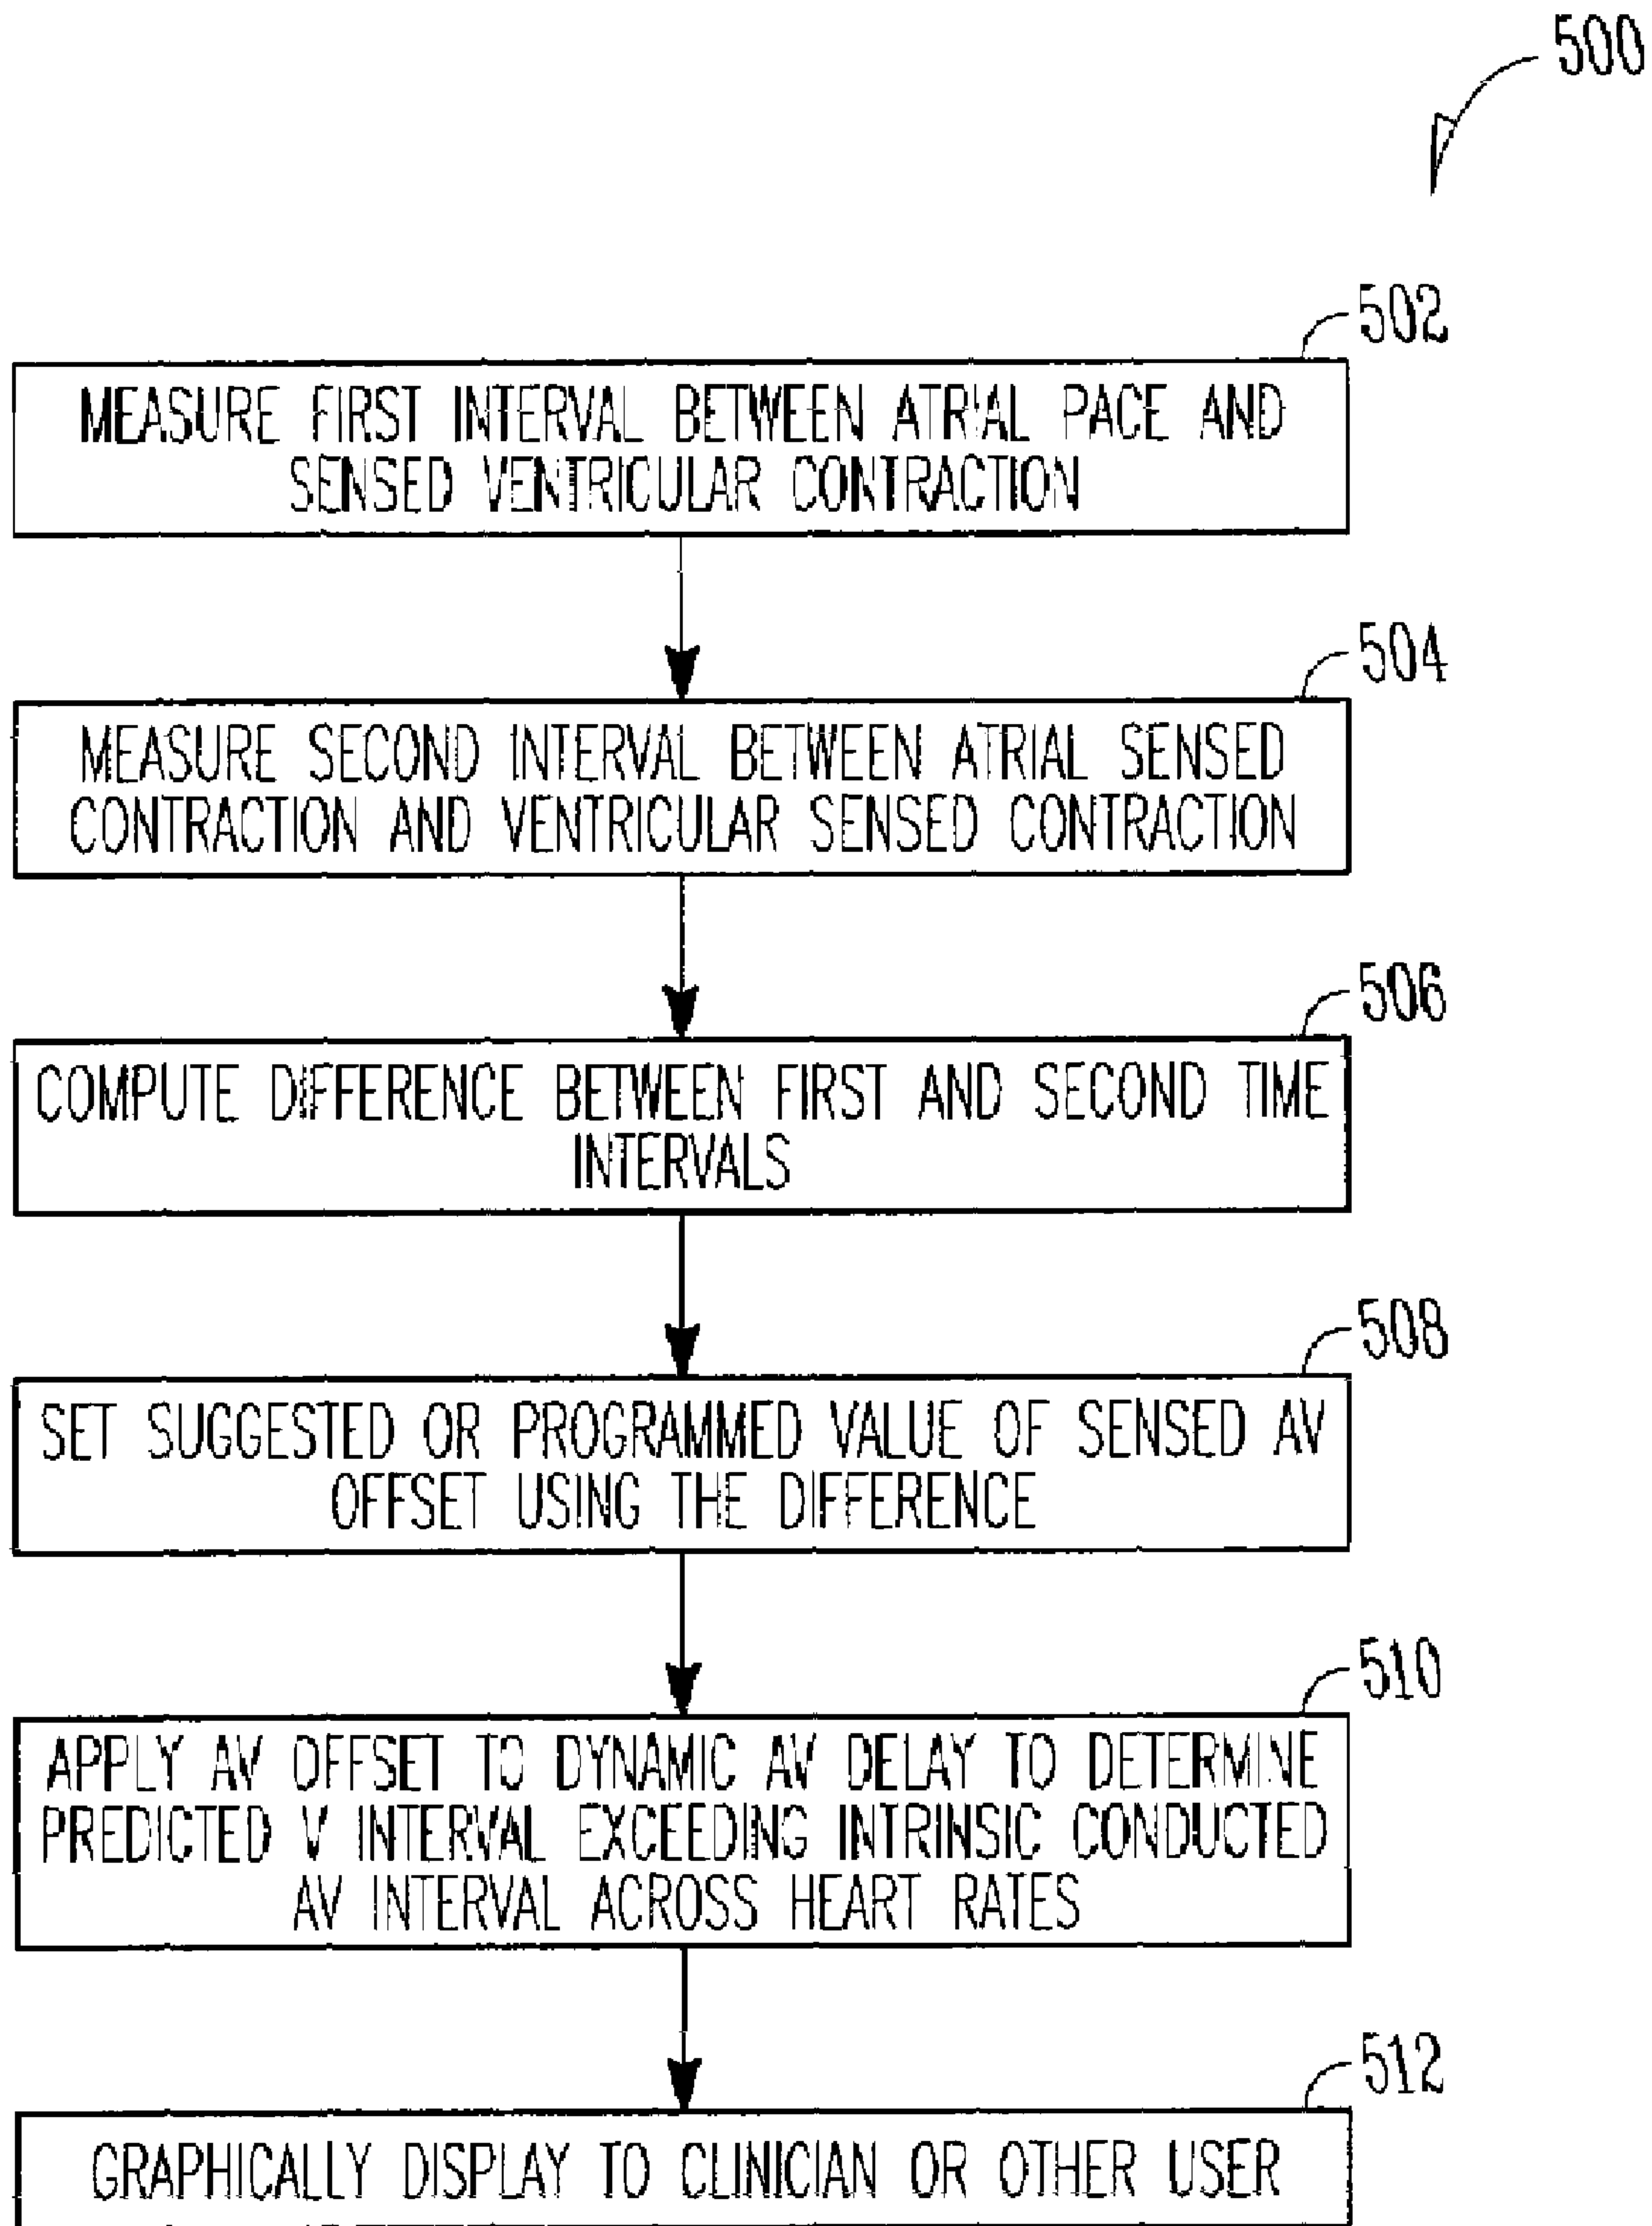 500
502
MEASURE FIRST INTERVAL BETWEEN ATRIAL PACE AND
SENSED VENTRICULAR CONTRACTION
504
MEASURE SECOND INTERVAL BETWEEN ATRIAL SENSED
CONTRACTION AND VENTRICULAR SENSED CONTRACTION
506
COMPUTE DIFFERENCE BETWEEN FIRST AND SECOND TIME
INTERVALS
508
SET SUGGESTED OR PROGRAMMED VALUE OF SENSED AV
OFFSET USING THE DIFFERENCE
510
APPLY AV OFFSET TO DYNAMIC AV DELAY TO DETERMINE
PREDICTED V INTERVAL EXCEEDING INTRINSIC CONDUCTED
AV INTERVAL ACROSS HEART RATES
512
GRAPHICALLY DISPLAY TO CLINICIAN OR OTHER USER